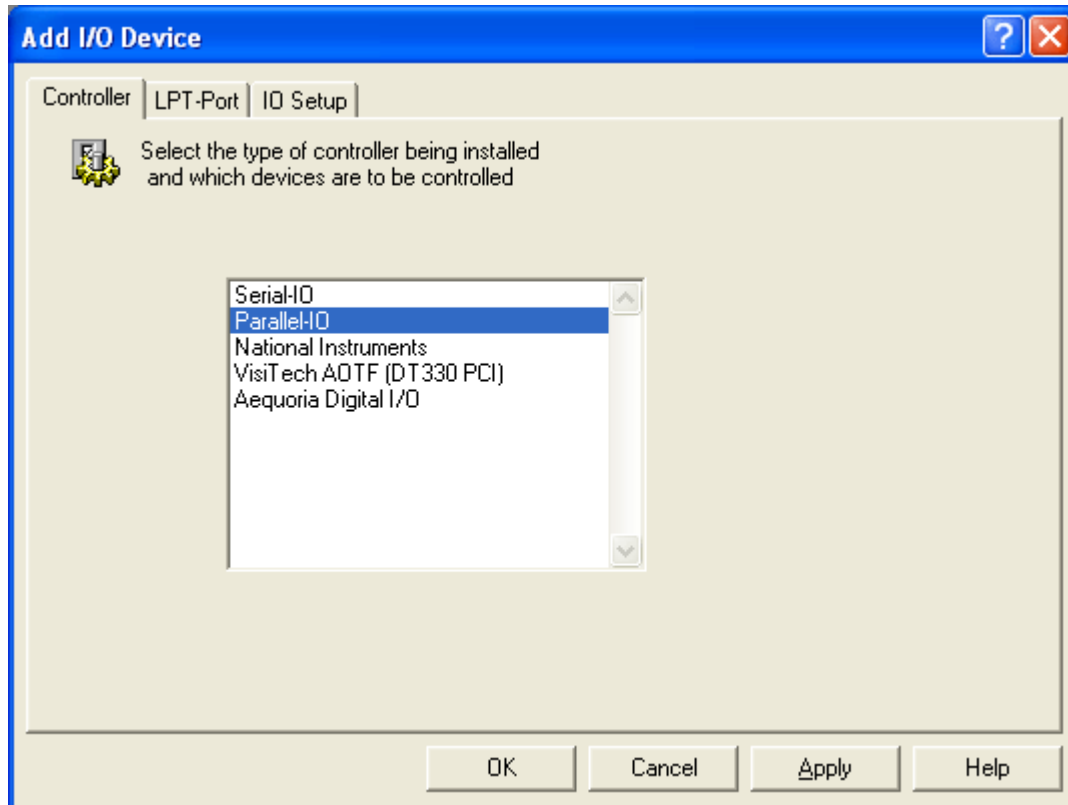 Add I/O Device
Controller LPT-Port IO Setup
Select the type of controller being installed
and which devices are to be controlled
Serial-IO
Parallel-IO
National Instruments
VisiTech AOTF (DT330 PCI)
Aequoria Digital I/O
OK Cancel Apply Help